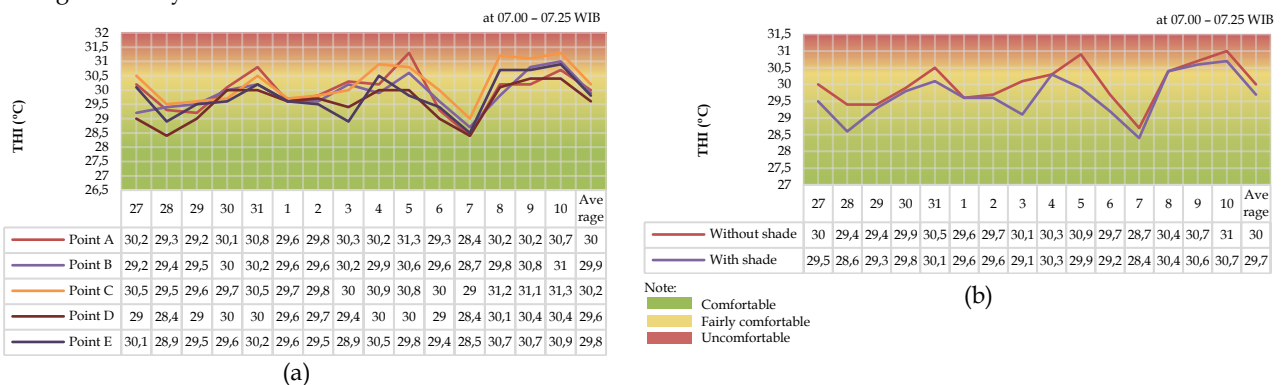 at 07.00 – 07.25 WIB
THI (°C)
32
31,5
31
30,5
30
29,5
29
28,5
28
27,5
27
26,5
27 28 29 30 31 1 2 3 4 5 6 7 8 9 10 Ave rage
Point A 30,2 29,3 29,2 30,1 30,8 29,6 29,8 30,3 30,2 31,3 29,3 28,4 30,2 30,2 30,7 30
Point B 29,2 29,4 29,5 30 30,2 29,6 29,6 30,2 29,9 30,6 29,6 28,7 29,8 30,8 31 29,9
Point C 30,5 29,5 29,6 29,7 30,5 29,7 29,8 30 30,9 30,8 30 29 31,2 31,1 31,3 30,2
Point D 29 28,4 29 30 30 29,6 29,7 29,4 30 30 29 28,4 30,1 30,4 30,4 29,6
Point E 30,1 28,9 29,5 29,6 30,2 29,6 29,5 28,9 30,5 29,8 29,4 28,5 30,7 30,7 30,9 29,8
(a)
at 07.00 – 07.25 WIB
THI (°C)
31,5
31
30,5
30
29,5
29
28,5
28
27,5
27
27 28 29 30 31 1 2 3 4 5 6 7 8 9 10 Ave rage
Without shade 30 29,4 29,4 29,9 30,5 29,6 29,7 30,1 30,3 30,9 29,7 28,7 30,4 30,7 31 30
With shade 29,5 28,6 29,3 29,8 30,1 29,6 29,6 29,1 30,3 29,9 29,2 28,4 30,4 30,6 30,7 29,7
Note:
Comfortable
Fairly comfortable
Uncomfortable
(b)